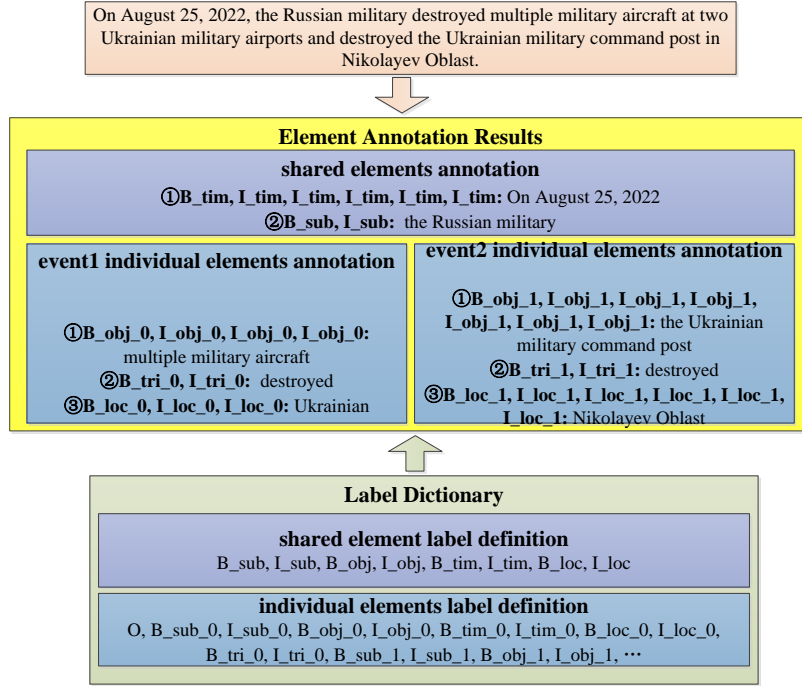 On August 25, 2022, the Russian military destroyed multiple military aircraft at two
Ukrainian military airports and destroyed the Ukrainian military command post in
Nikolayev Oblast.
Element Annotation Results
shared elements annotation
①B_tim, I_tim, I_tim, I_tim, I_tim, I_tim: On August 25, 2022
②B_sub, I_sub: the Russian military
event1 individual elements annotation
①B_obj_0, I_obj_0, I_obj_0, I_obj_0:
multiple military aircraft
②B_tri_0, I_tri_0: destroyed
③B_loc_0, I_loc_0, I_loc_0: Ukrainian
event2 individual elements annotation
①B_obj_1, I_obj_1, I_obj_1, I_obj_1,
I_obj_1, I_obj_1, I_obj_1: the Ukrainian
military command post
②B_tri_1, I_tri_1: destroyed
③B_loc_1, I_loc_1, I_loc_1, I_loc_1, I_loc_1,
I_loc_1: Nikolayev Oblast
Label Dictionary
shared element label definition
B_sub, I_sub, B_obj, I_obj, B_tim, I_tim, B_loc, I_loc
individual elements label definition
O, B_sub_0, I_sub_0, B_obj_0, I_obj_0, B_tim_0, I_tim_0, B_loc_0, I_loc_0,
B_tri_0, I_tri_0, B_sub_1, I_sub_1, B_obj_1, I_obj_1, ⋯